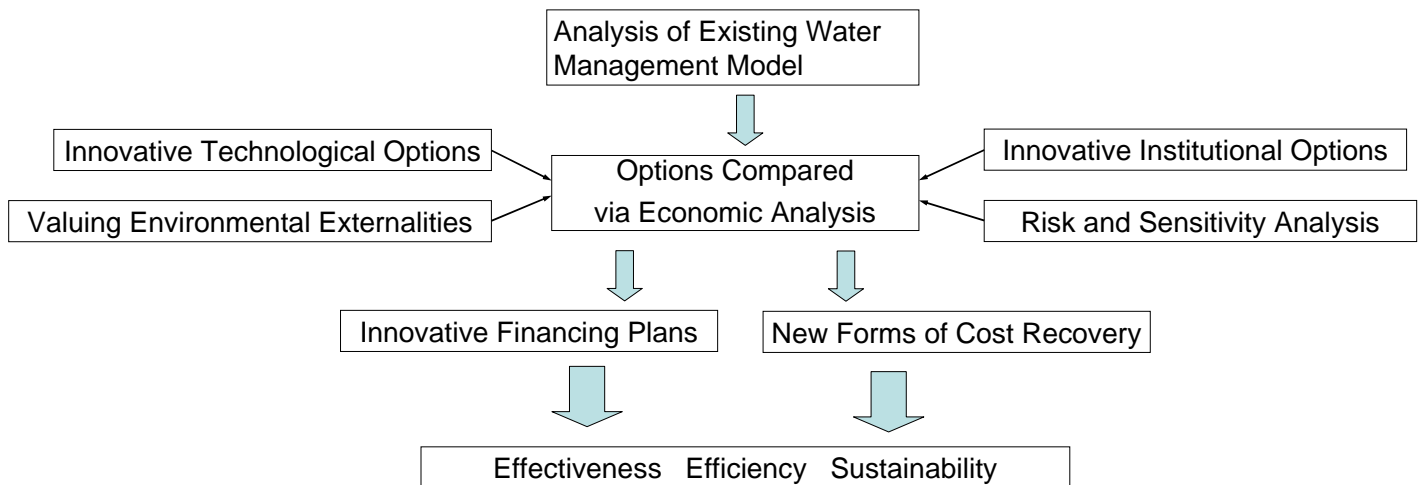 Analysis of Existing Water
Management Model
Innovative Technological Options
Innovative Institutional Options
Options Compared
via Economic Analysis
Valuing Environmental Externalities
Risk and Sensitivity Analysis
Innovative Financing Plans
New Forms of Cost Recovery
Effectiveness Efficiency Sustainability